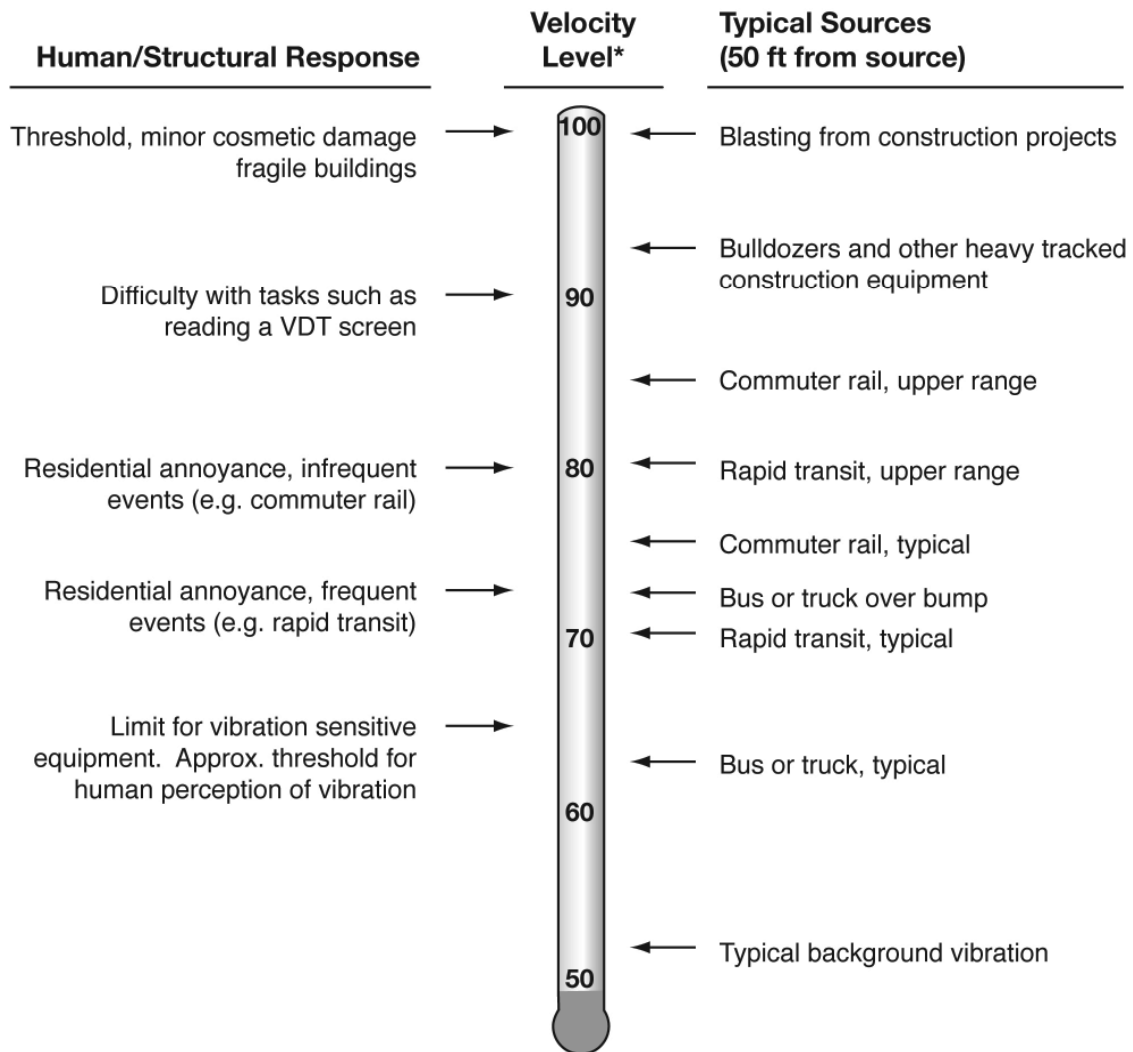 Human/Structural Response
Velocity
Level*
Typical Sources
(50 ft from source)
Threshold, minor cosmetic damage
fragile buildings
100
Blasting from construction projects
Bulldozers and other heavy tracked
construction equipment
Difficulty with tasks such as
reading a VDT screen
90
Commuter rail, upper range
Residential annoyance, infrequent
events (e.g. commuter rail)
80
Rapid transit, upper range
Commuter rail, typical
Residential annoyance, frequent
events (e.g. rapid transit)
Bus or truck over bump
70
Rapid transit, typical
Limit for vibration sensitive
equipment.  Approx. threshold for
human perception of vibration
Bus or truck, typical
60
Typical background vibration
50